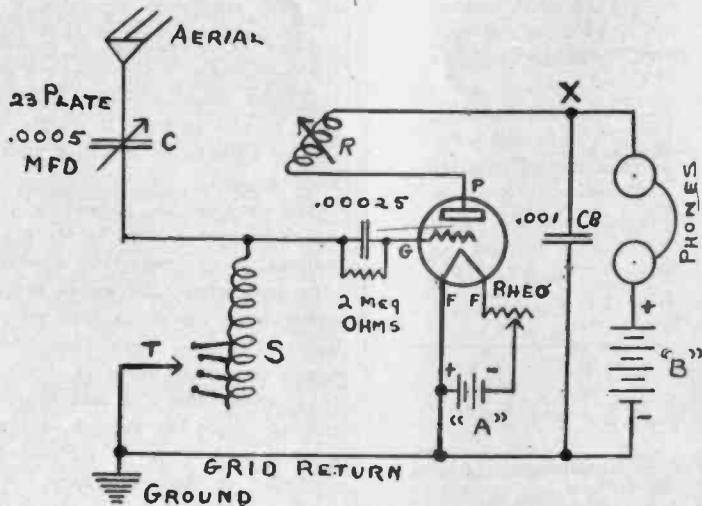 AERIAL
23 PLATE
.0005
MFD
C
R
X
P
.00025
G
.001 CB
PHONES
2 MEG
OHMS
F F
RHEO
T
S
+ -
"A"
+
"B"
-
GRID RETURN
GROUND